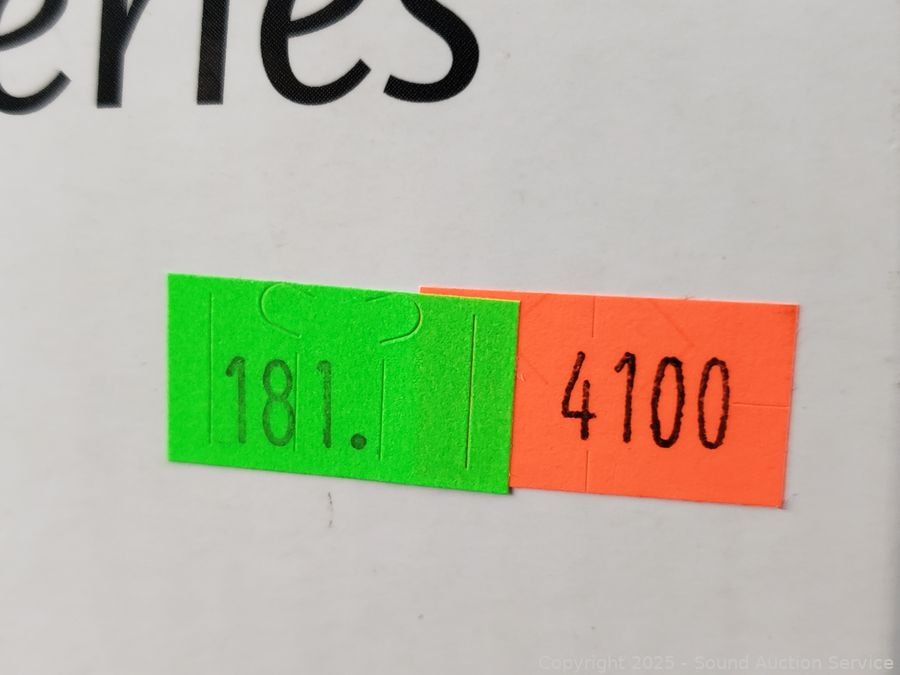 eries
181.
4100
Copyright 2025 - Sound Auction Service